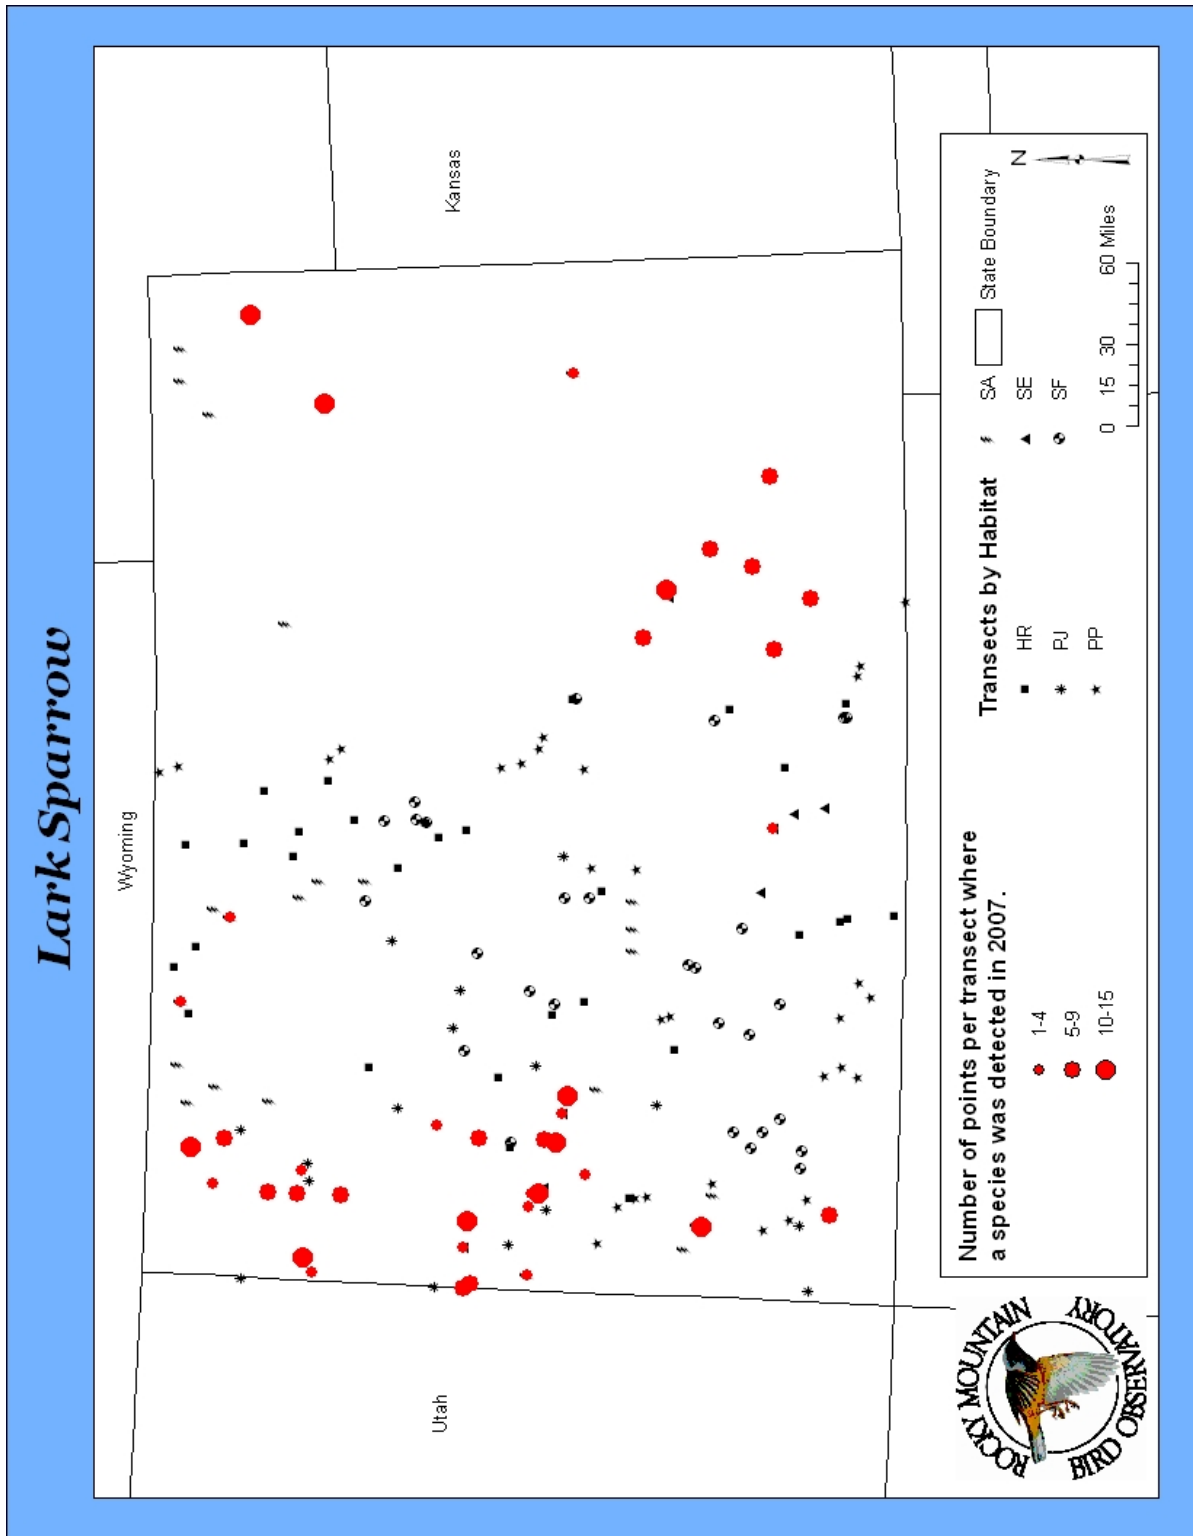 Lark Sparrow
Wyoming
Utah
Kansas
Number of points per transect where
a species was detected in 2007.
1-4
5-9
10-15
Transects by Habitat
HR
PJ
PP
SA
SE
SF
State Boundary
0 15 30 60 Miles
N
ROCKY MOUNTAIN
BIRD OBSERVATORY